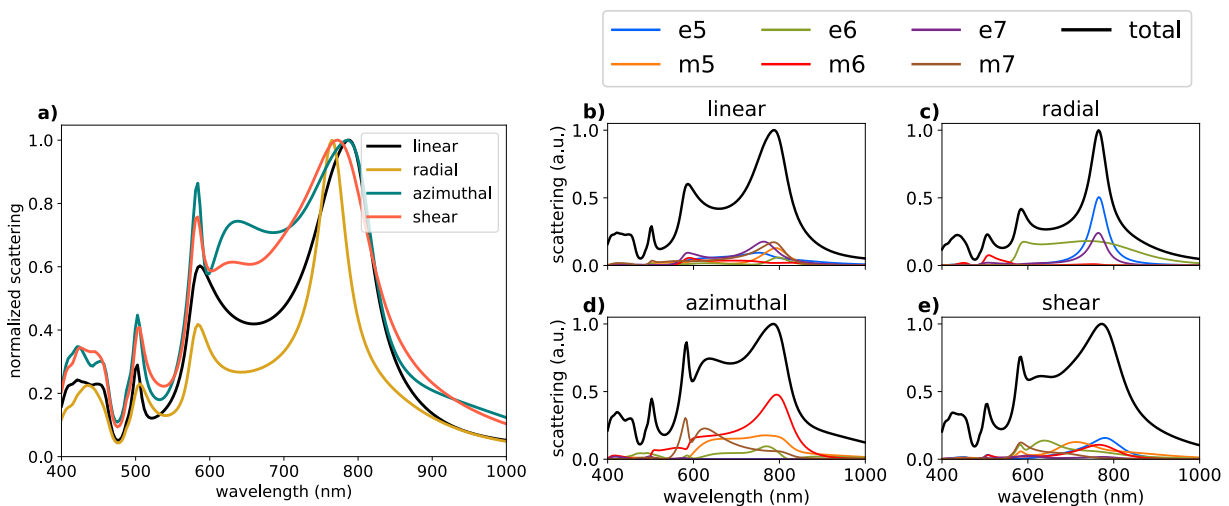 e5 e6 e7 total
m5 m6 m7
a)
normalized scattering
1.0
0.8
0.6
0.4
0.2
0.0
linear
radial
azimuthal
shear
400 500 600 700 800 900 1000
wavelength (nm)
b) linear
scattering (a.u.)
1.0
0.5
0.0
400 600 800 1000
c) radial
1.0
0.5
0.0
400 600 800 1000
d) azimuthal
scattering (a.u.)
1.0
0.5
0.0
400 600 800 1000
wavelength (nm)
e) shear
1.0
0.5
0.0
400 600 800 1000
wavelength (nm)